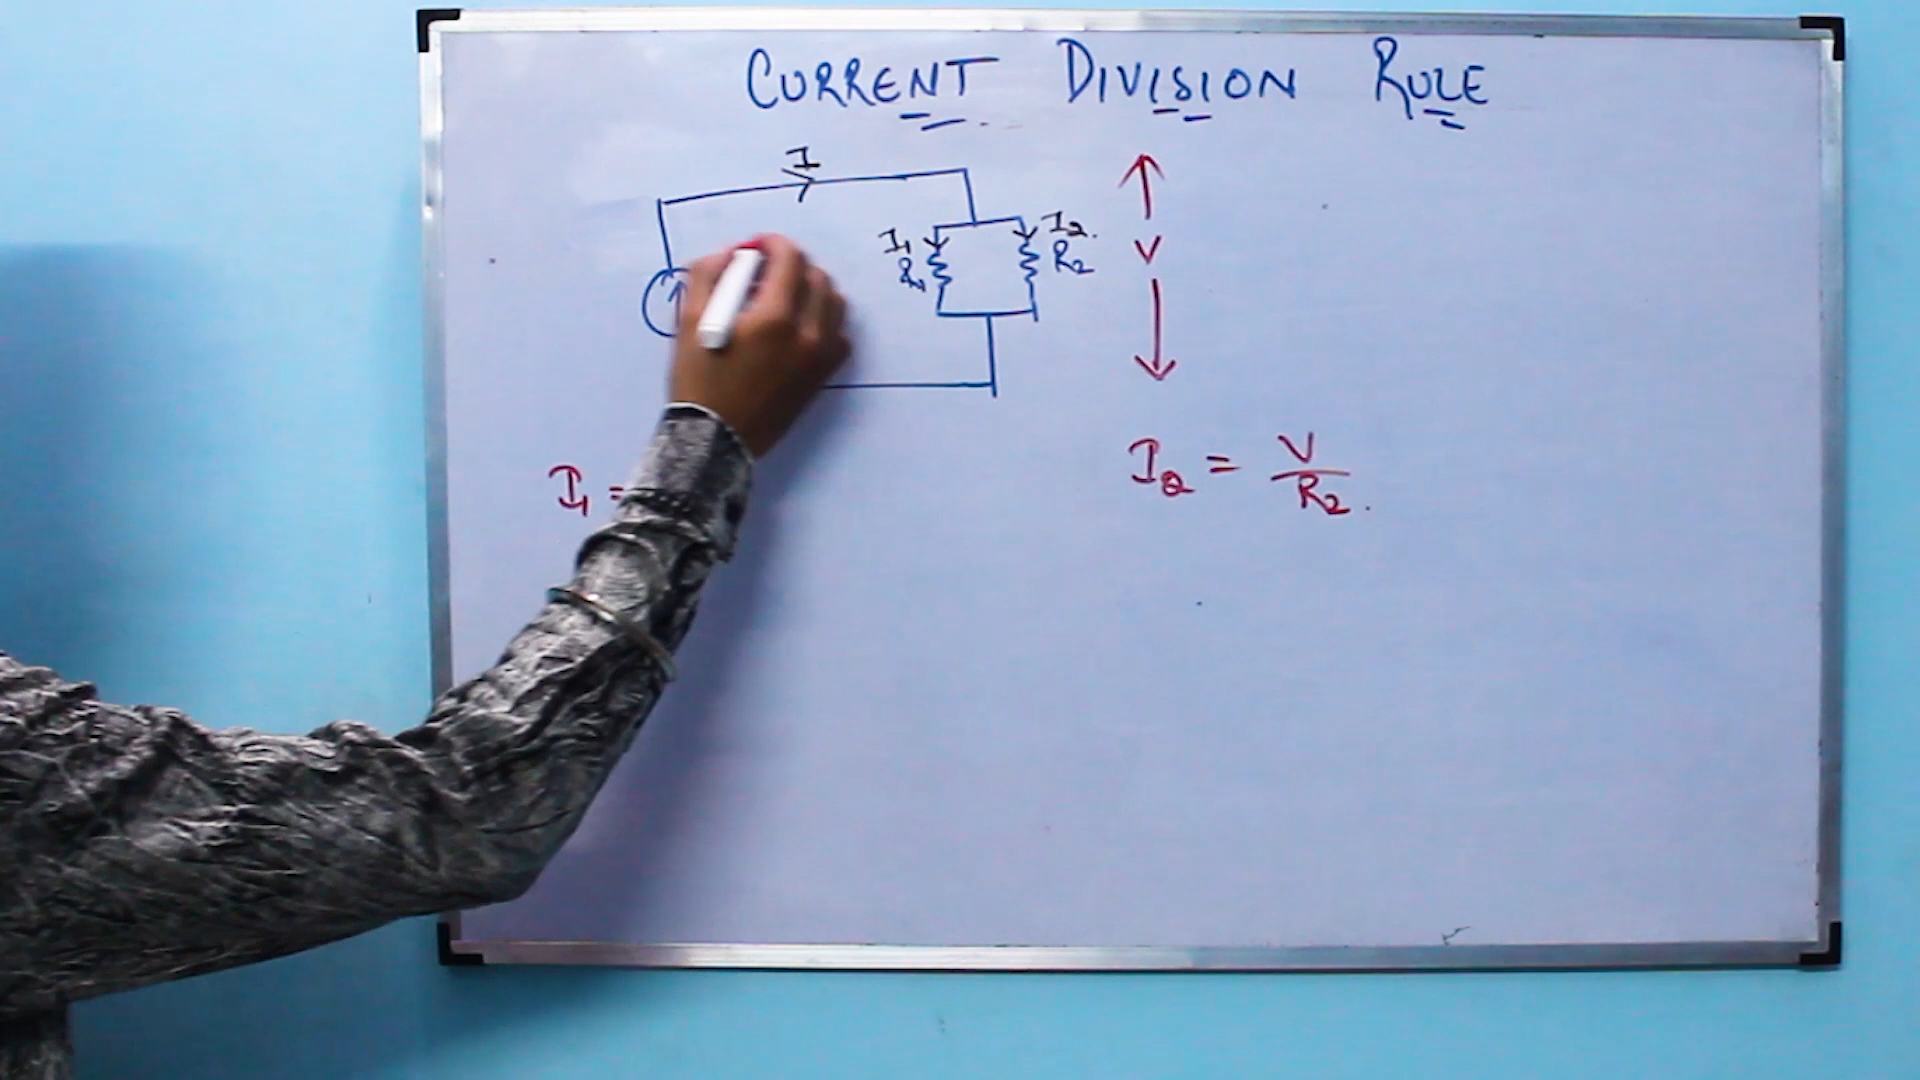 CURRENT DIVISION RULE
I
I₁ I₂.
R₁ R₂
V
I₁ =
I₂ = V/R₂.